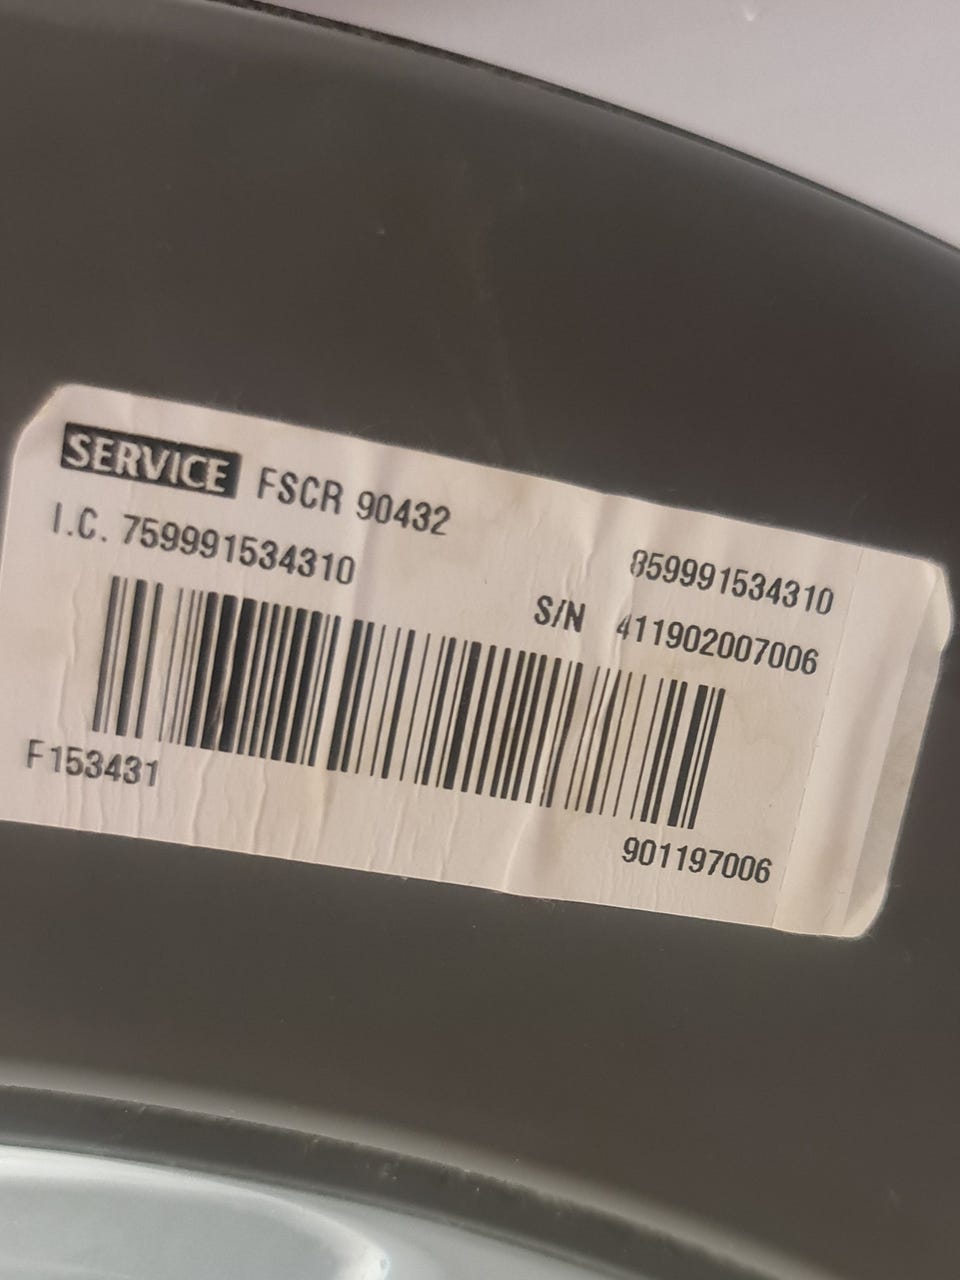 SERVICE FSCR 90432
I.C. 759991534310
859991534310
S/N 411902007006
F153431
901197006